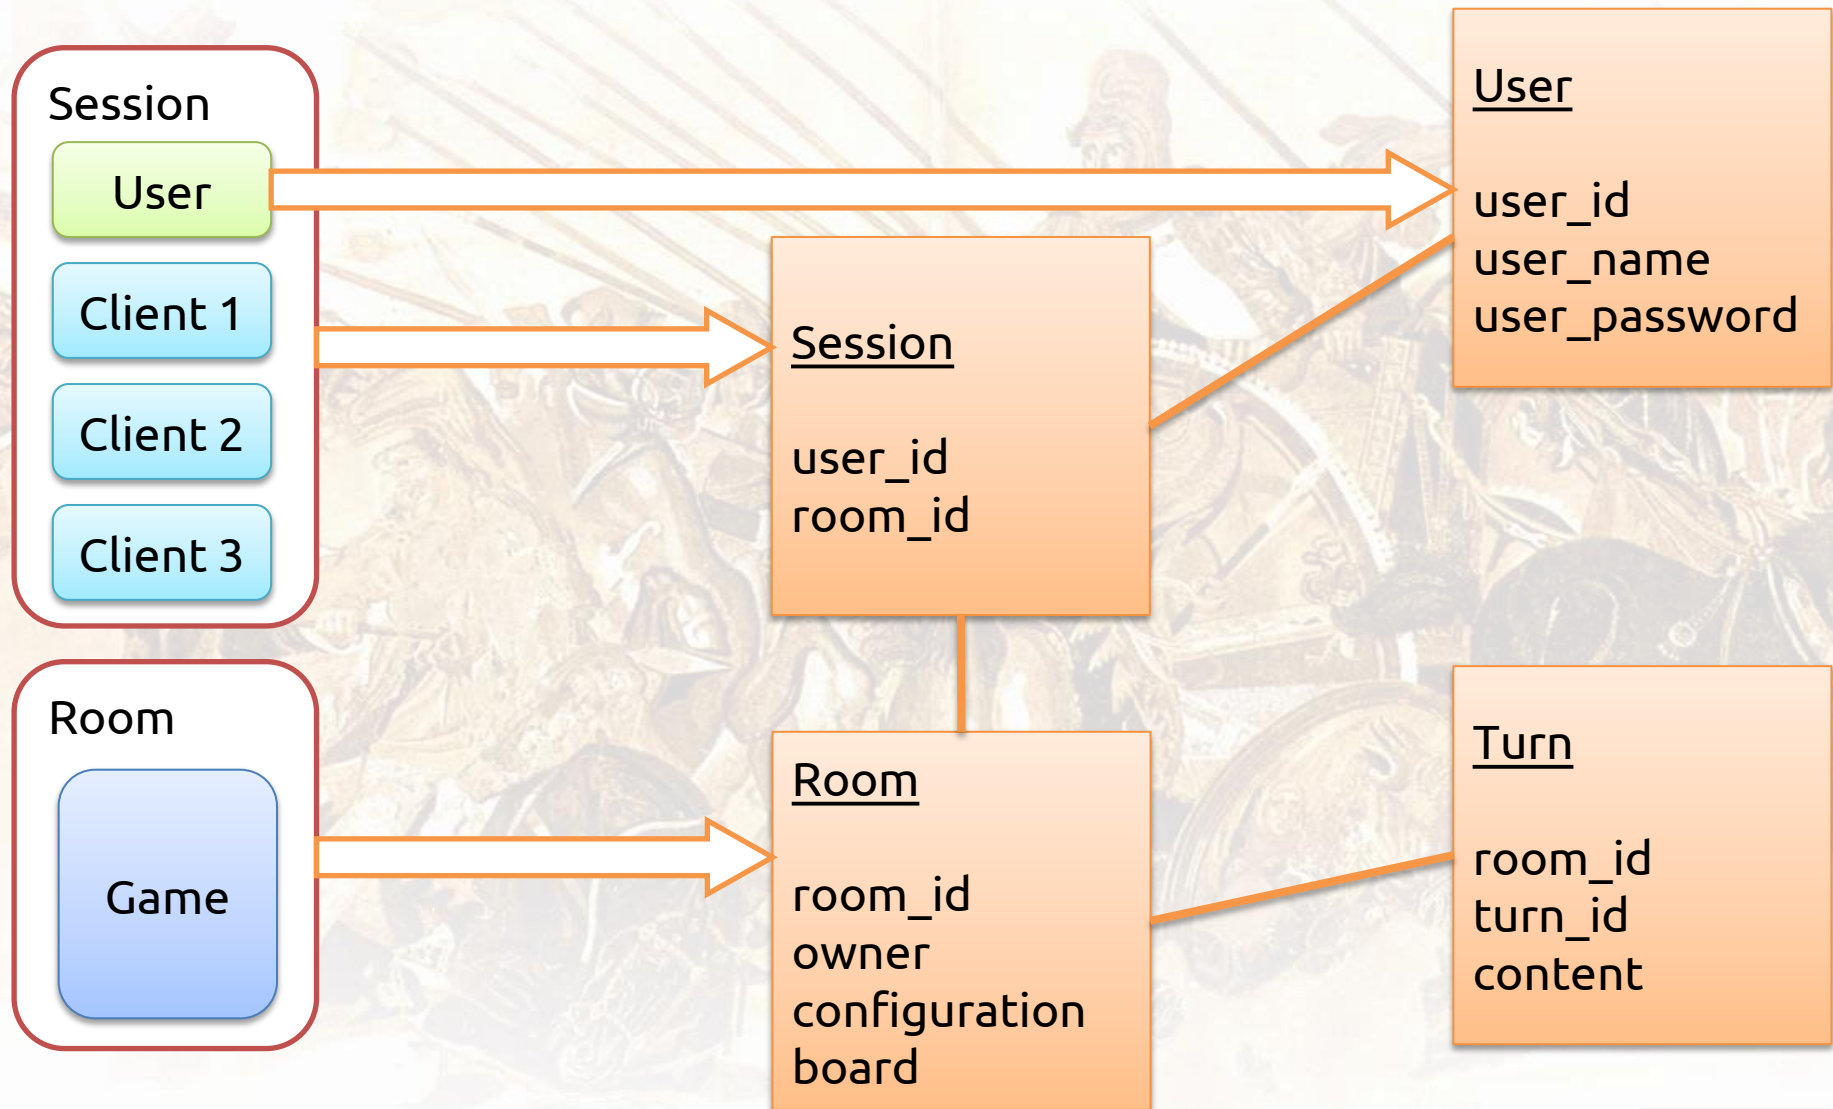 Session
User
Client 1
Client 2
Client 3
Room
Game
Session
user_id
room_id
Room
room_id
owner
configuration
board
User
user_id
user_name
user_password
Turn
room_id
turn_id
content